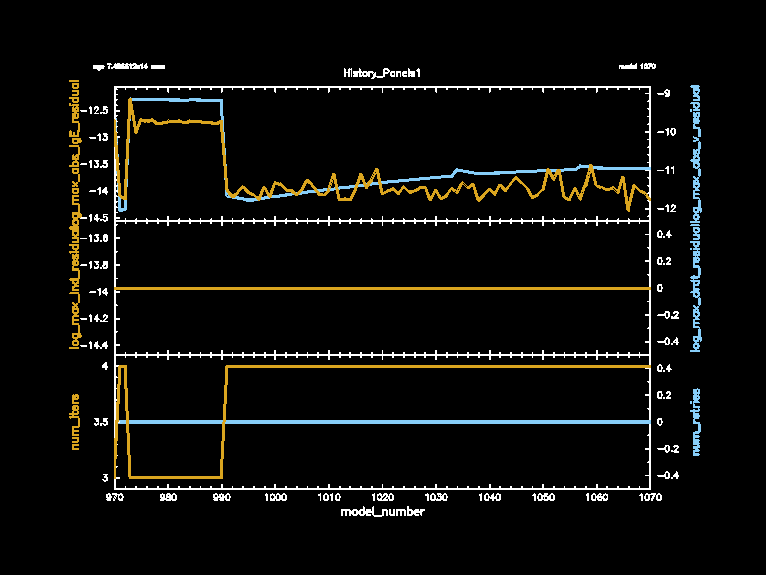 model 1070
History_Panels1
log_max_abs_lgE_residual
-12.5
-13
-13.5
-14
-14.5
-9
-10
-11
-12
log_max_abs_v_residual
log_max_lnd_residual
-13.6
-13.8
-14
-14.2
-14.4
0.4
0.2
0
-0.2
-0.4
log_max_drdt_residual
num_iters
4
3.5
3
0.4
0.2
0
-0.2
-0.4
num_retries
970 980 990 1000 1010 1020 1030 1040 1050 1060 1070
model_number